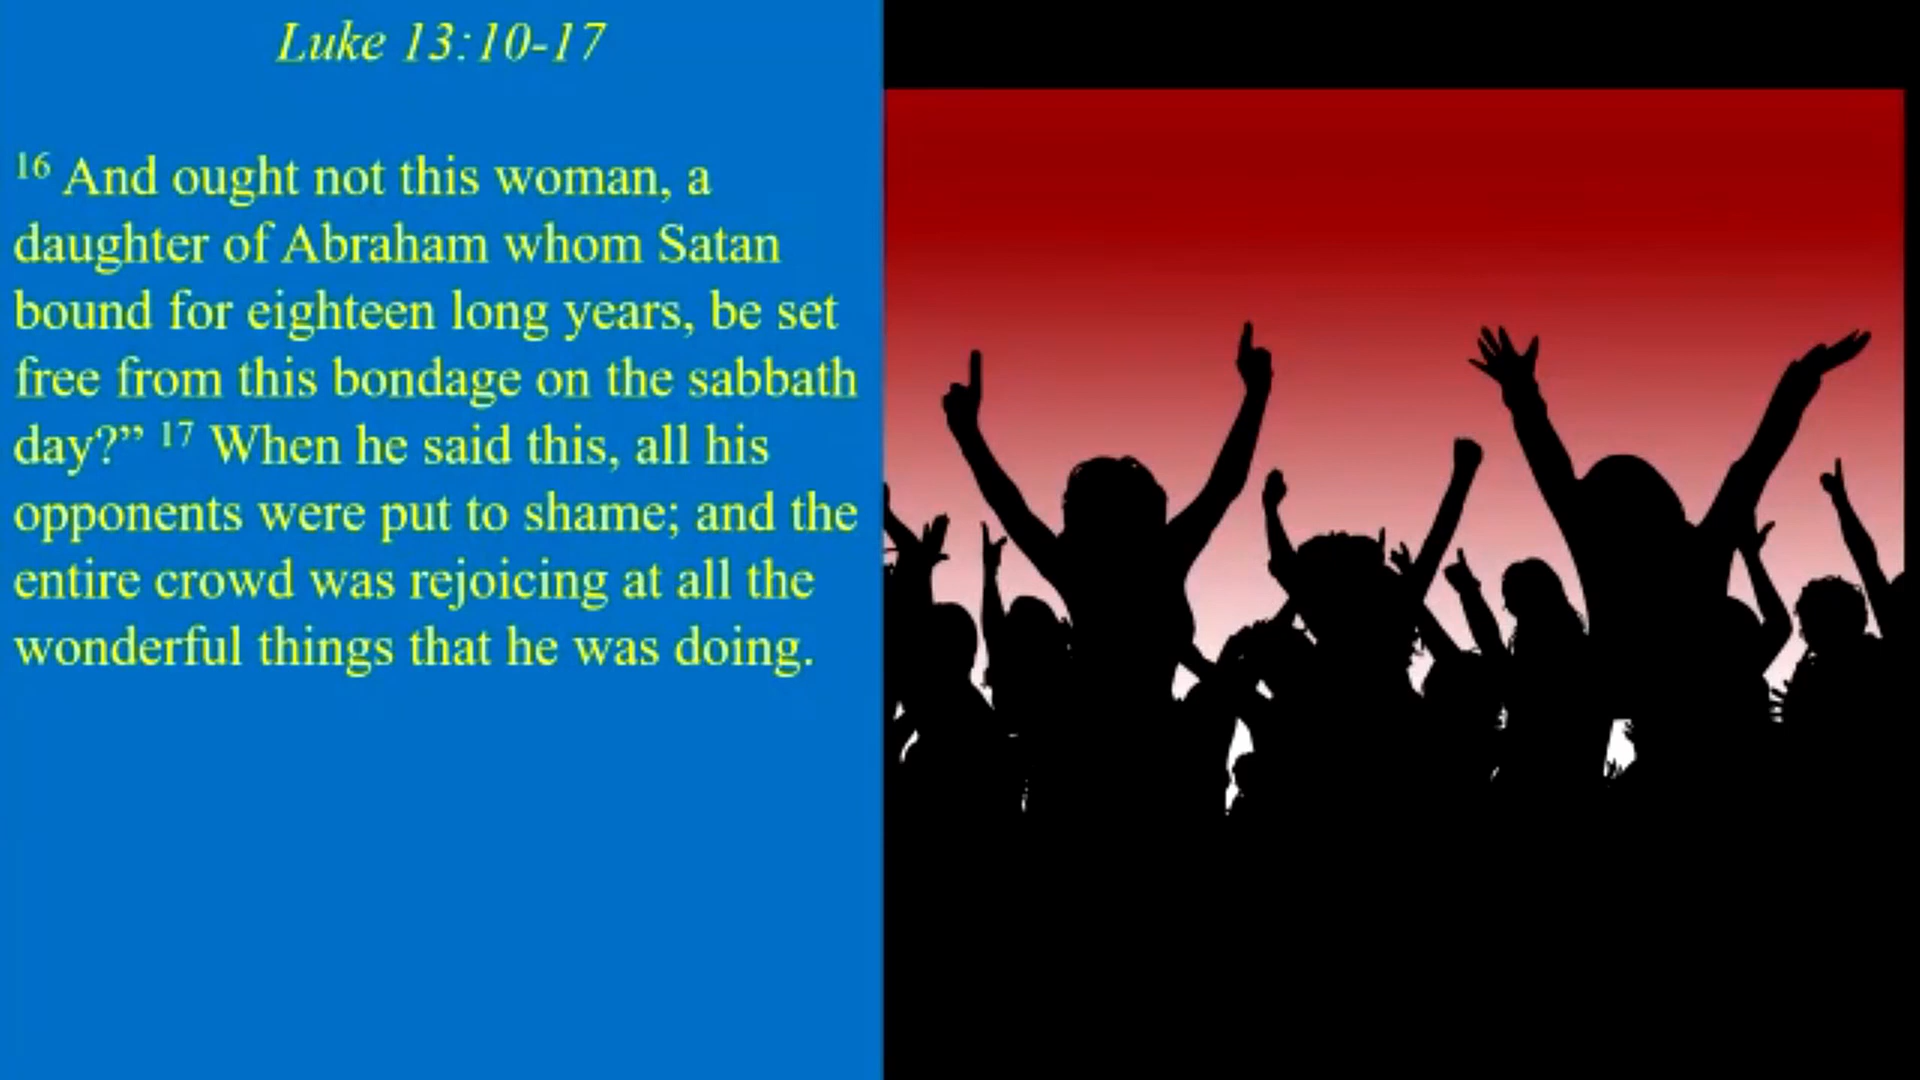 Luke 13:10-17
16 And ought not this woman, a
daughter of Abraham whom Satan
bound for eighteen long years, be set
free from this bondage on the sabbath
day?” 17 When he said this, all his
opponents were put to shame; and the
entire crowd was rejoicing at all the
wonderful things that he was doing.